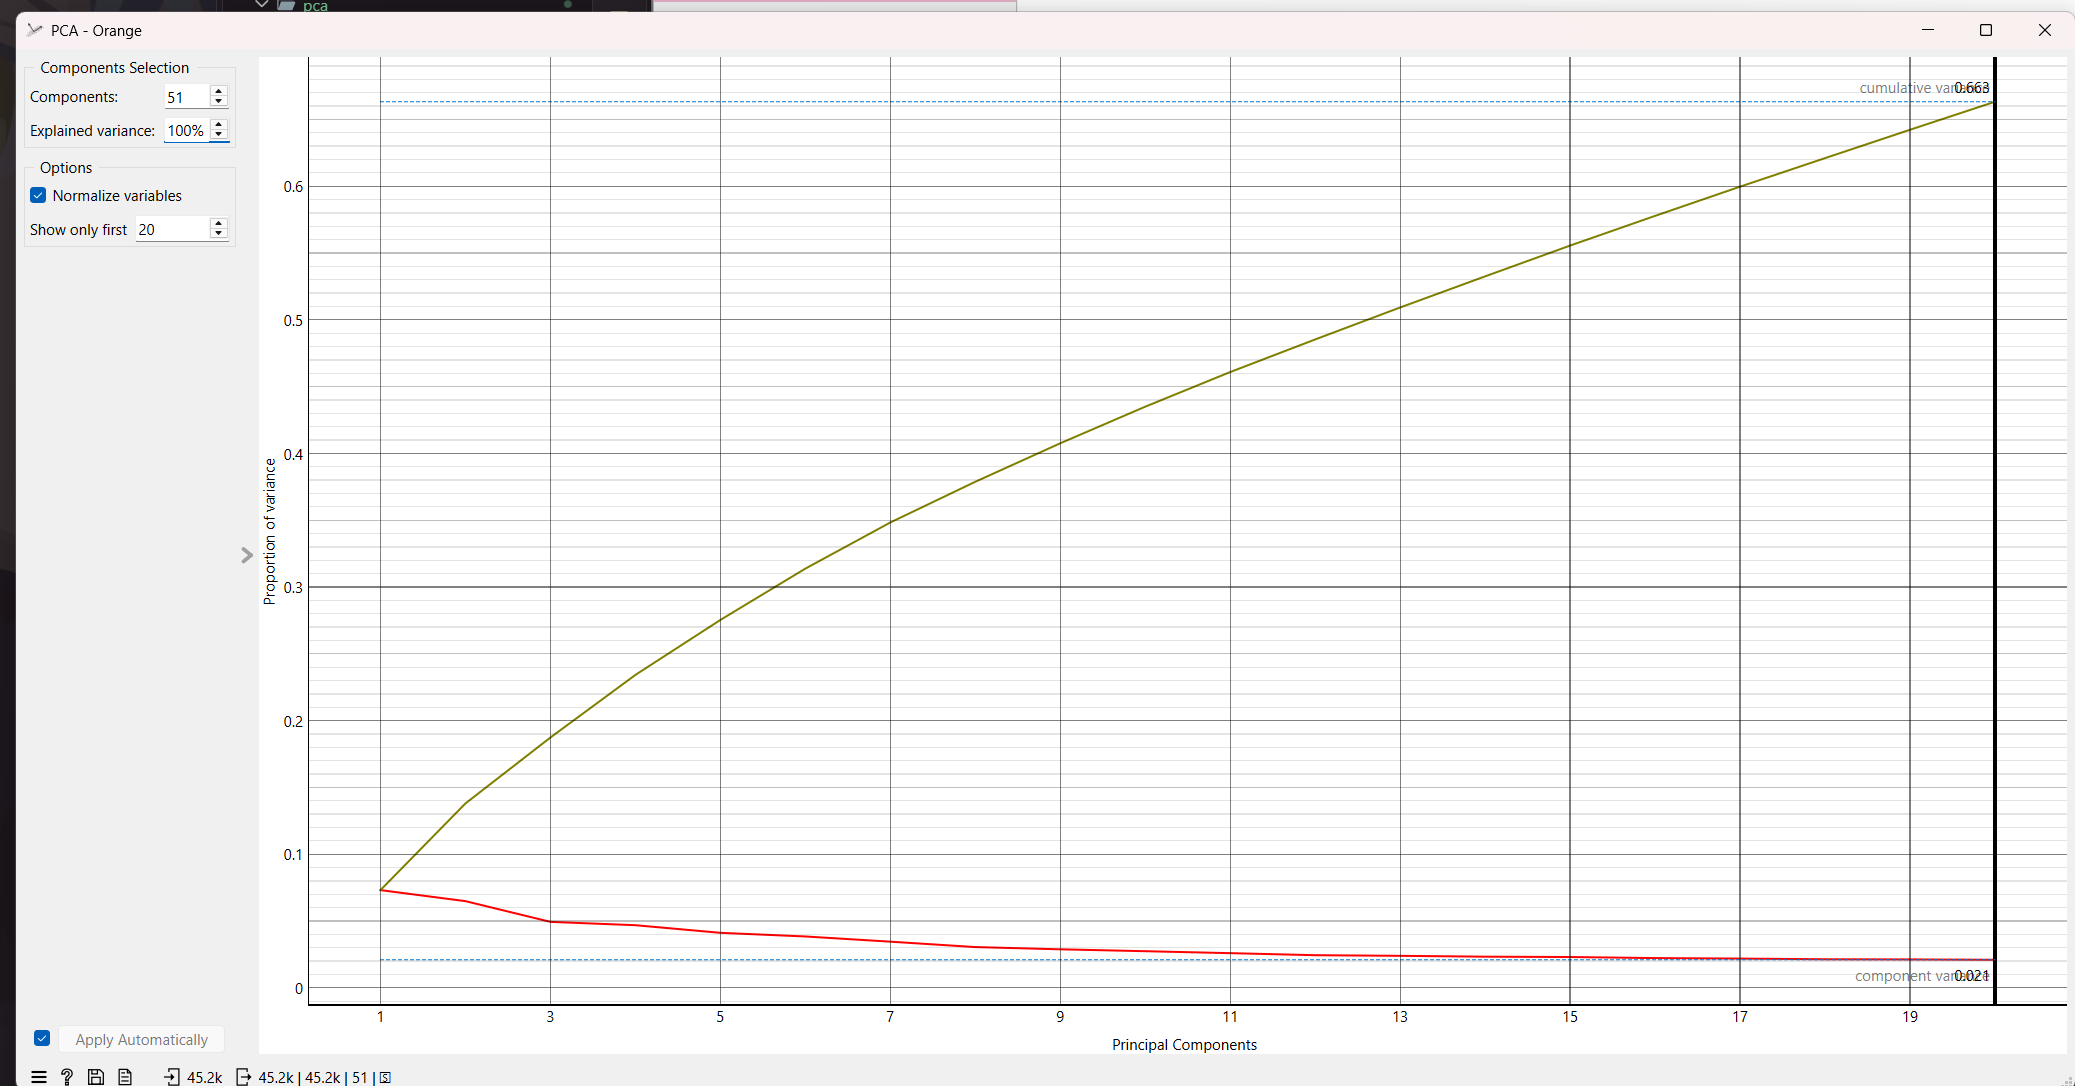 pca
PCA - Orange
Components Selection
Components: 51
Explained variance: 100%
Options
Normalize variables
Show only first 20
Apply Automatically
cumulative variance 0.663
0.6
0.5
0.4
0.3
0.2
0.1
0
Proportion of variance
component variance 0.021
1 3 5 7 9 11 13 15 17 19
Principal Components
45.2k 45.2k | 45.2k | 51 |